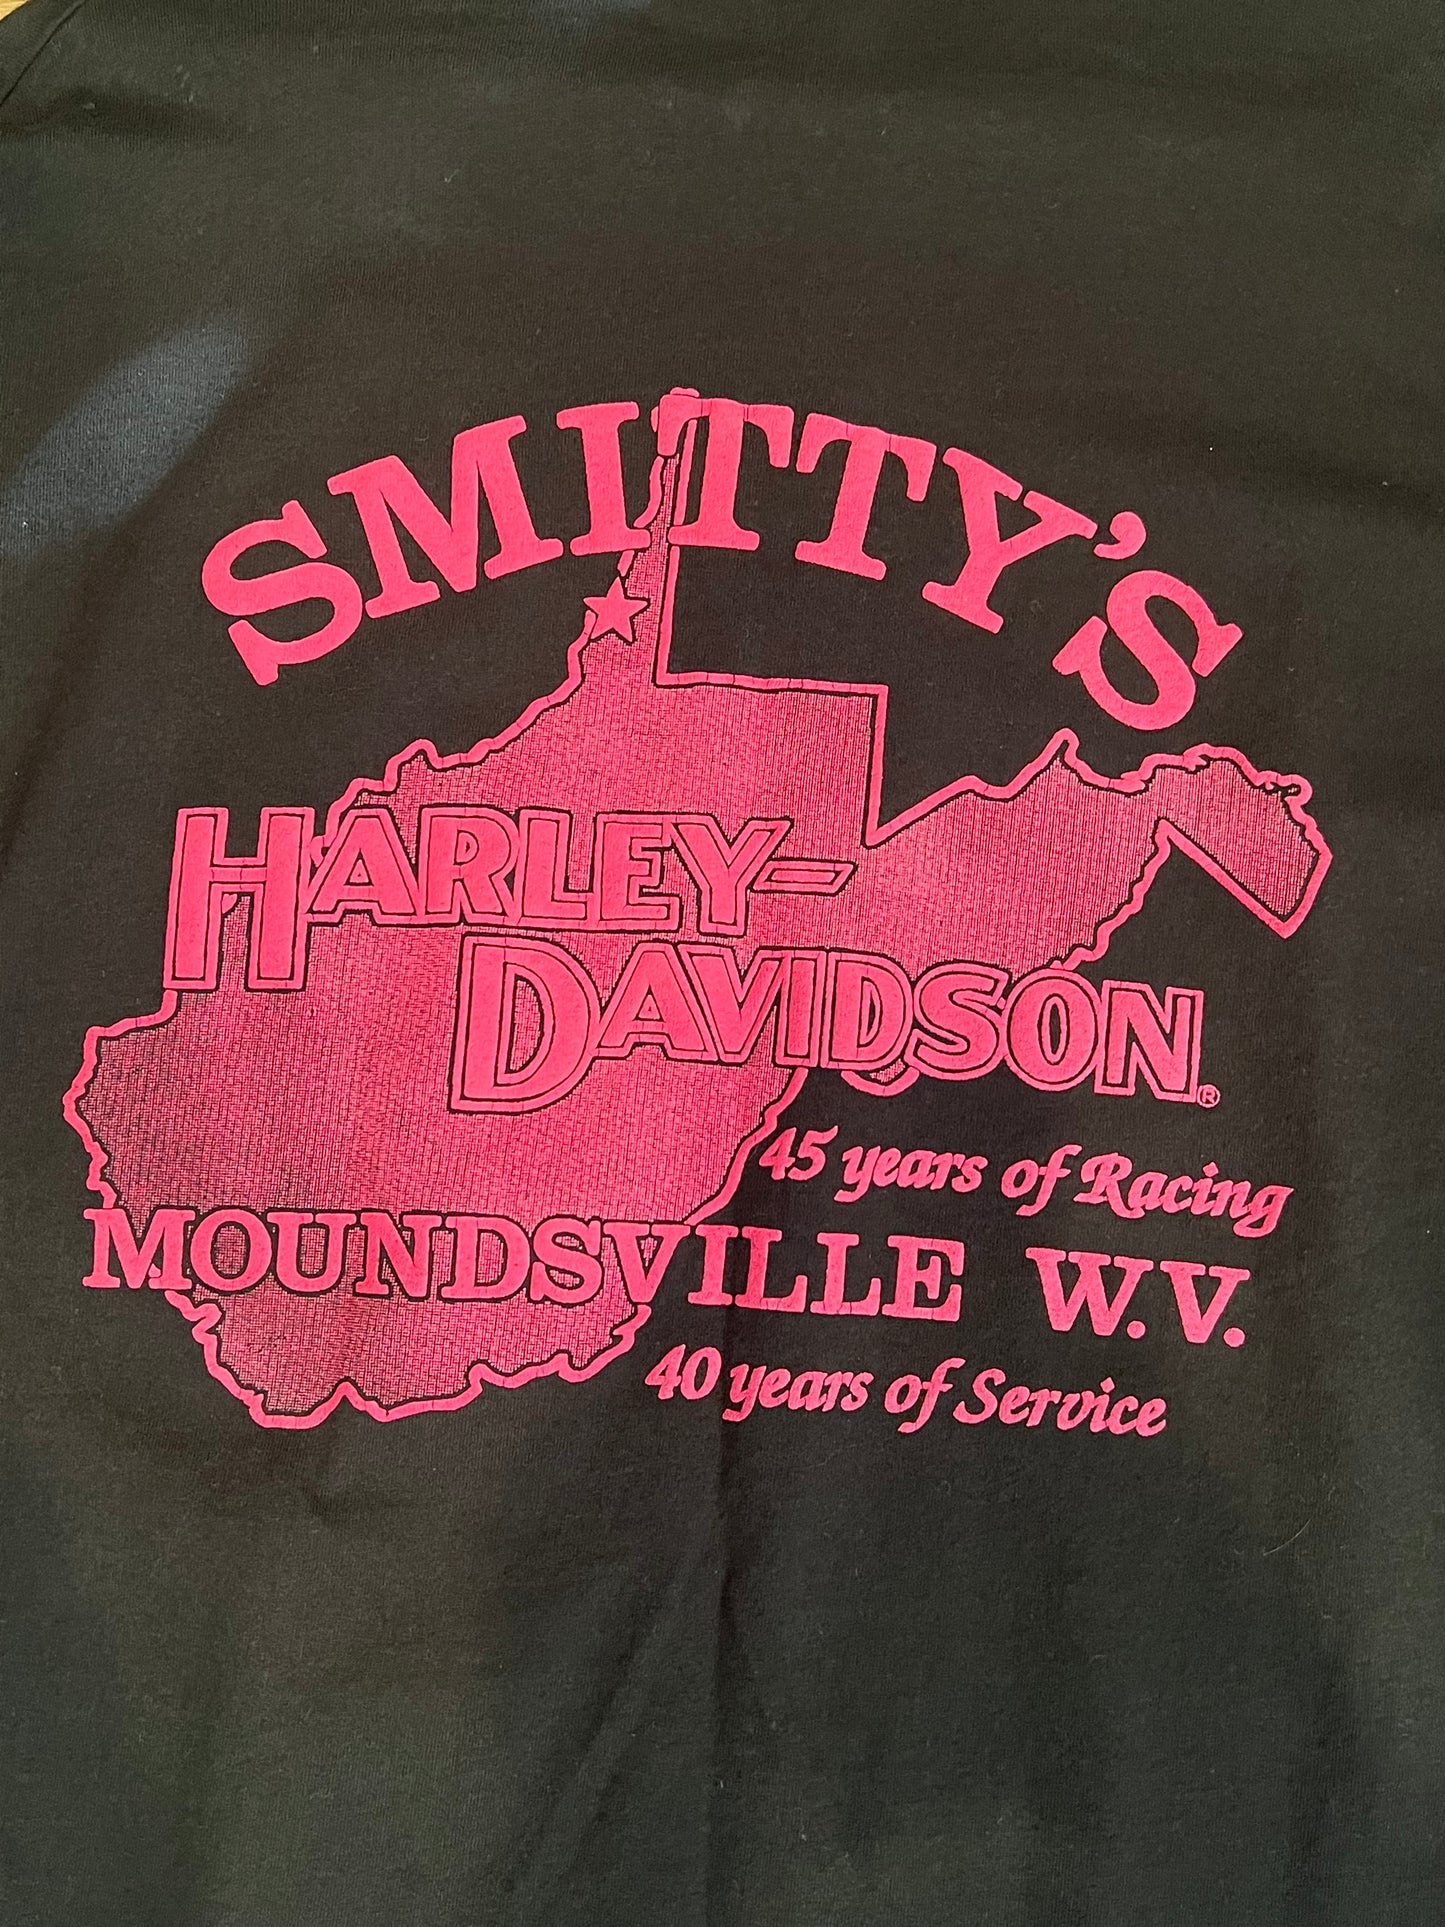 SMITTY'S
HARLEY-
DAVIDSON®
45 years of Racing
MOUNDSVILLE W.V.
40 years of Service